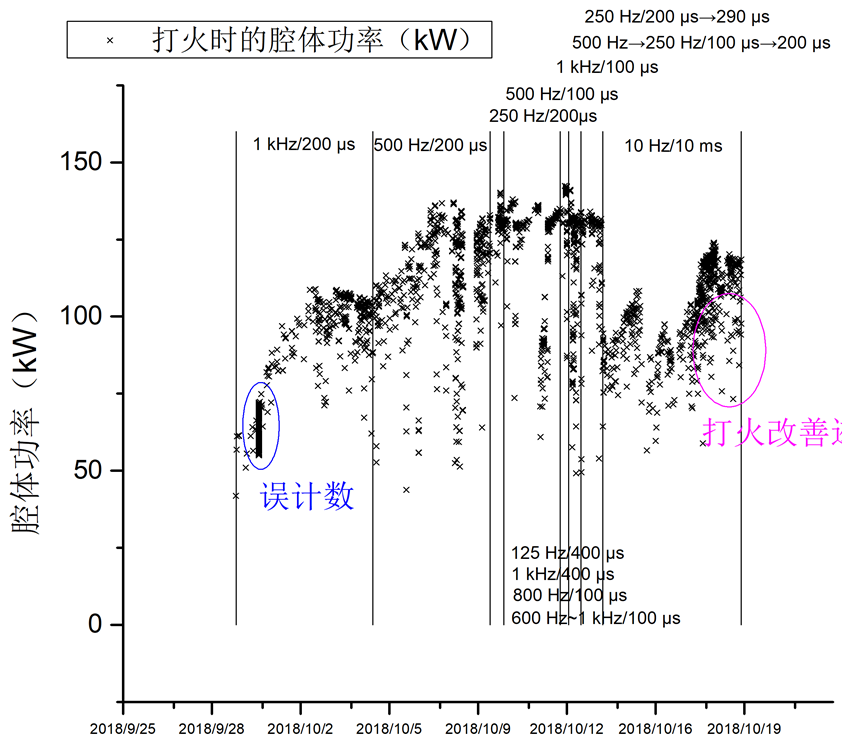 250 Hz/200 μs→290 μs
× 打火时的腔体功率（kW）
500 Hz→250 Hz/100 μs→200 μs
1 kHz/100 μs
500 Hz/100 μs
250 Hz/200μs
1 kHz/200 μs
500 Hz/200 μs
10 Hz/10 ms
150
100
50
0
腔体功率（kW）
误计数
打火改善
125 Hz/400 μs
1 kHz/400 μs
800 Hz/100 μs
600 Hz~1 kHz/100 μs
2018/9/25 2018/9/28 2018/10/2 2018/10/5 2018/10/9 2018/10/12 2018/10/16 2018/10/19